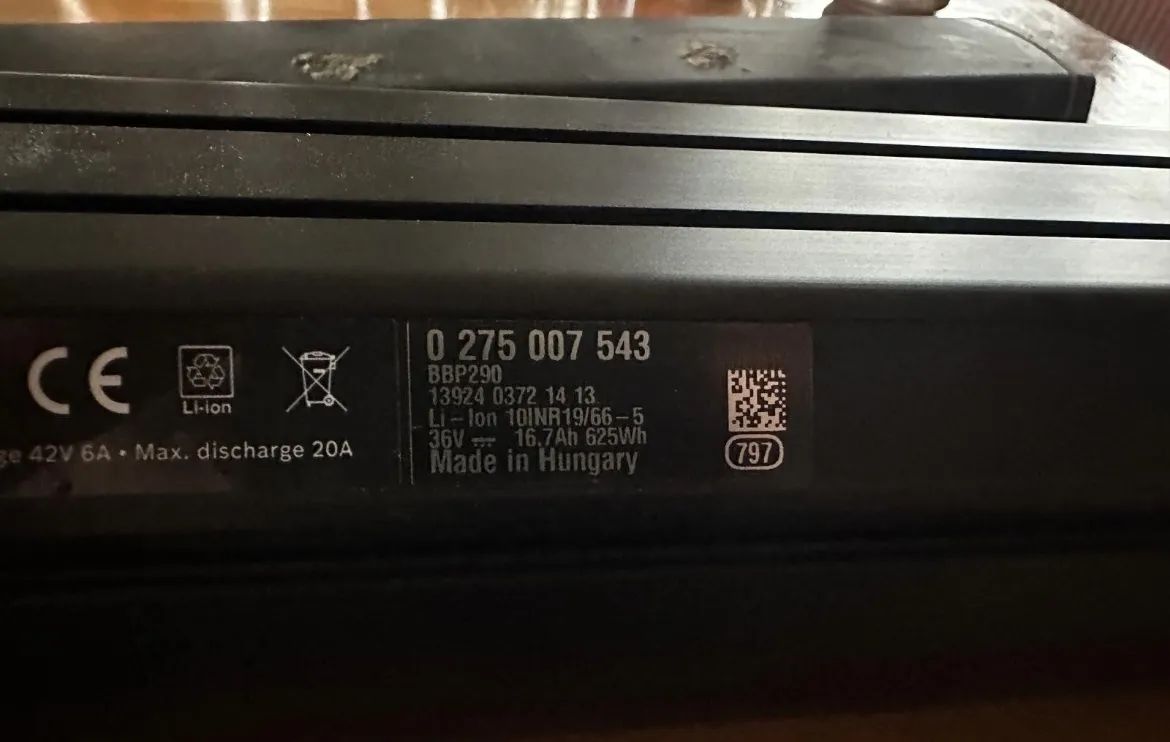 CE
Li-ion
ge 42V 6A • Max. discharge 20A
0 275 007 543
BBP290
13924 0372 14 13
Li-Ion 10INR19/66-5
36V ⎓ 16.7Ah 625Wh
Made in Hungary
797